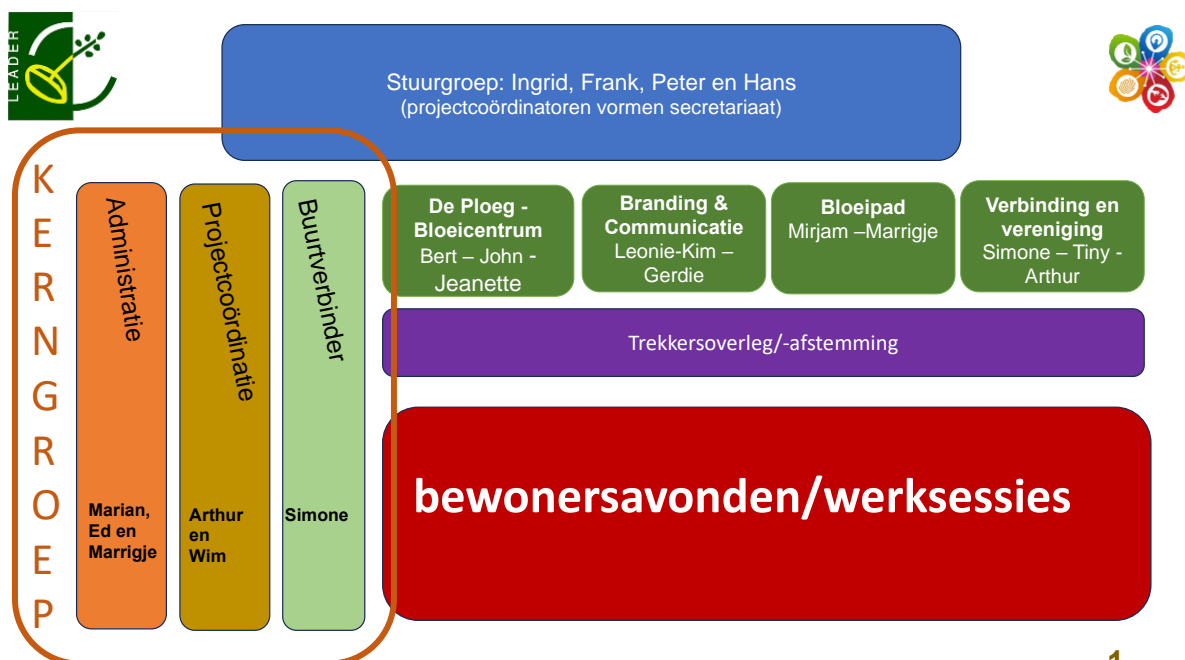 LEADER
Stuurgroep: Ingrid, Frank, Peter en Hans
(projectcoördinatoren vormen secretariaat)
KERNGROEP
Administratie
Marian,
Ed en
Marrigje
Projectcoördinatie
Arthur
en
Wim
Buurtverbinder
Simone
De Ploeg -
Bloeicentrum
Bert – John -
Jeanette
Branding &
Communicatie
Leonie-Kim –
Gerdie
Bloeipad
Mirjam –Marrigje
Verbinding en
vereniging
Simone – Tiny -
Arthur
Trekkersoverleg/-afstemming
bewonersavonden/werksessies
1